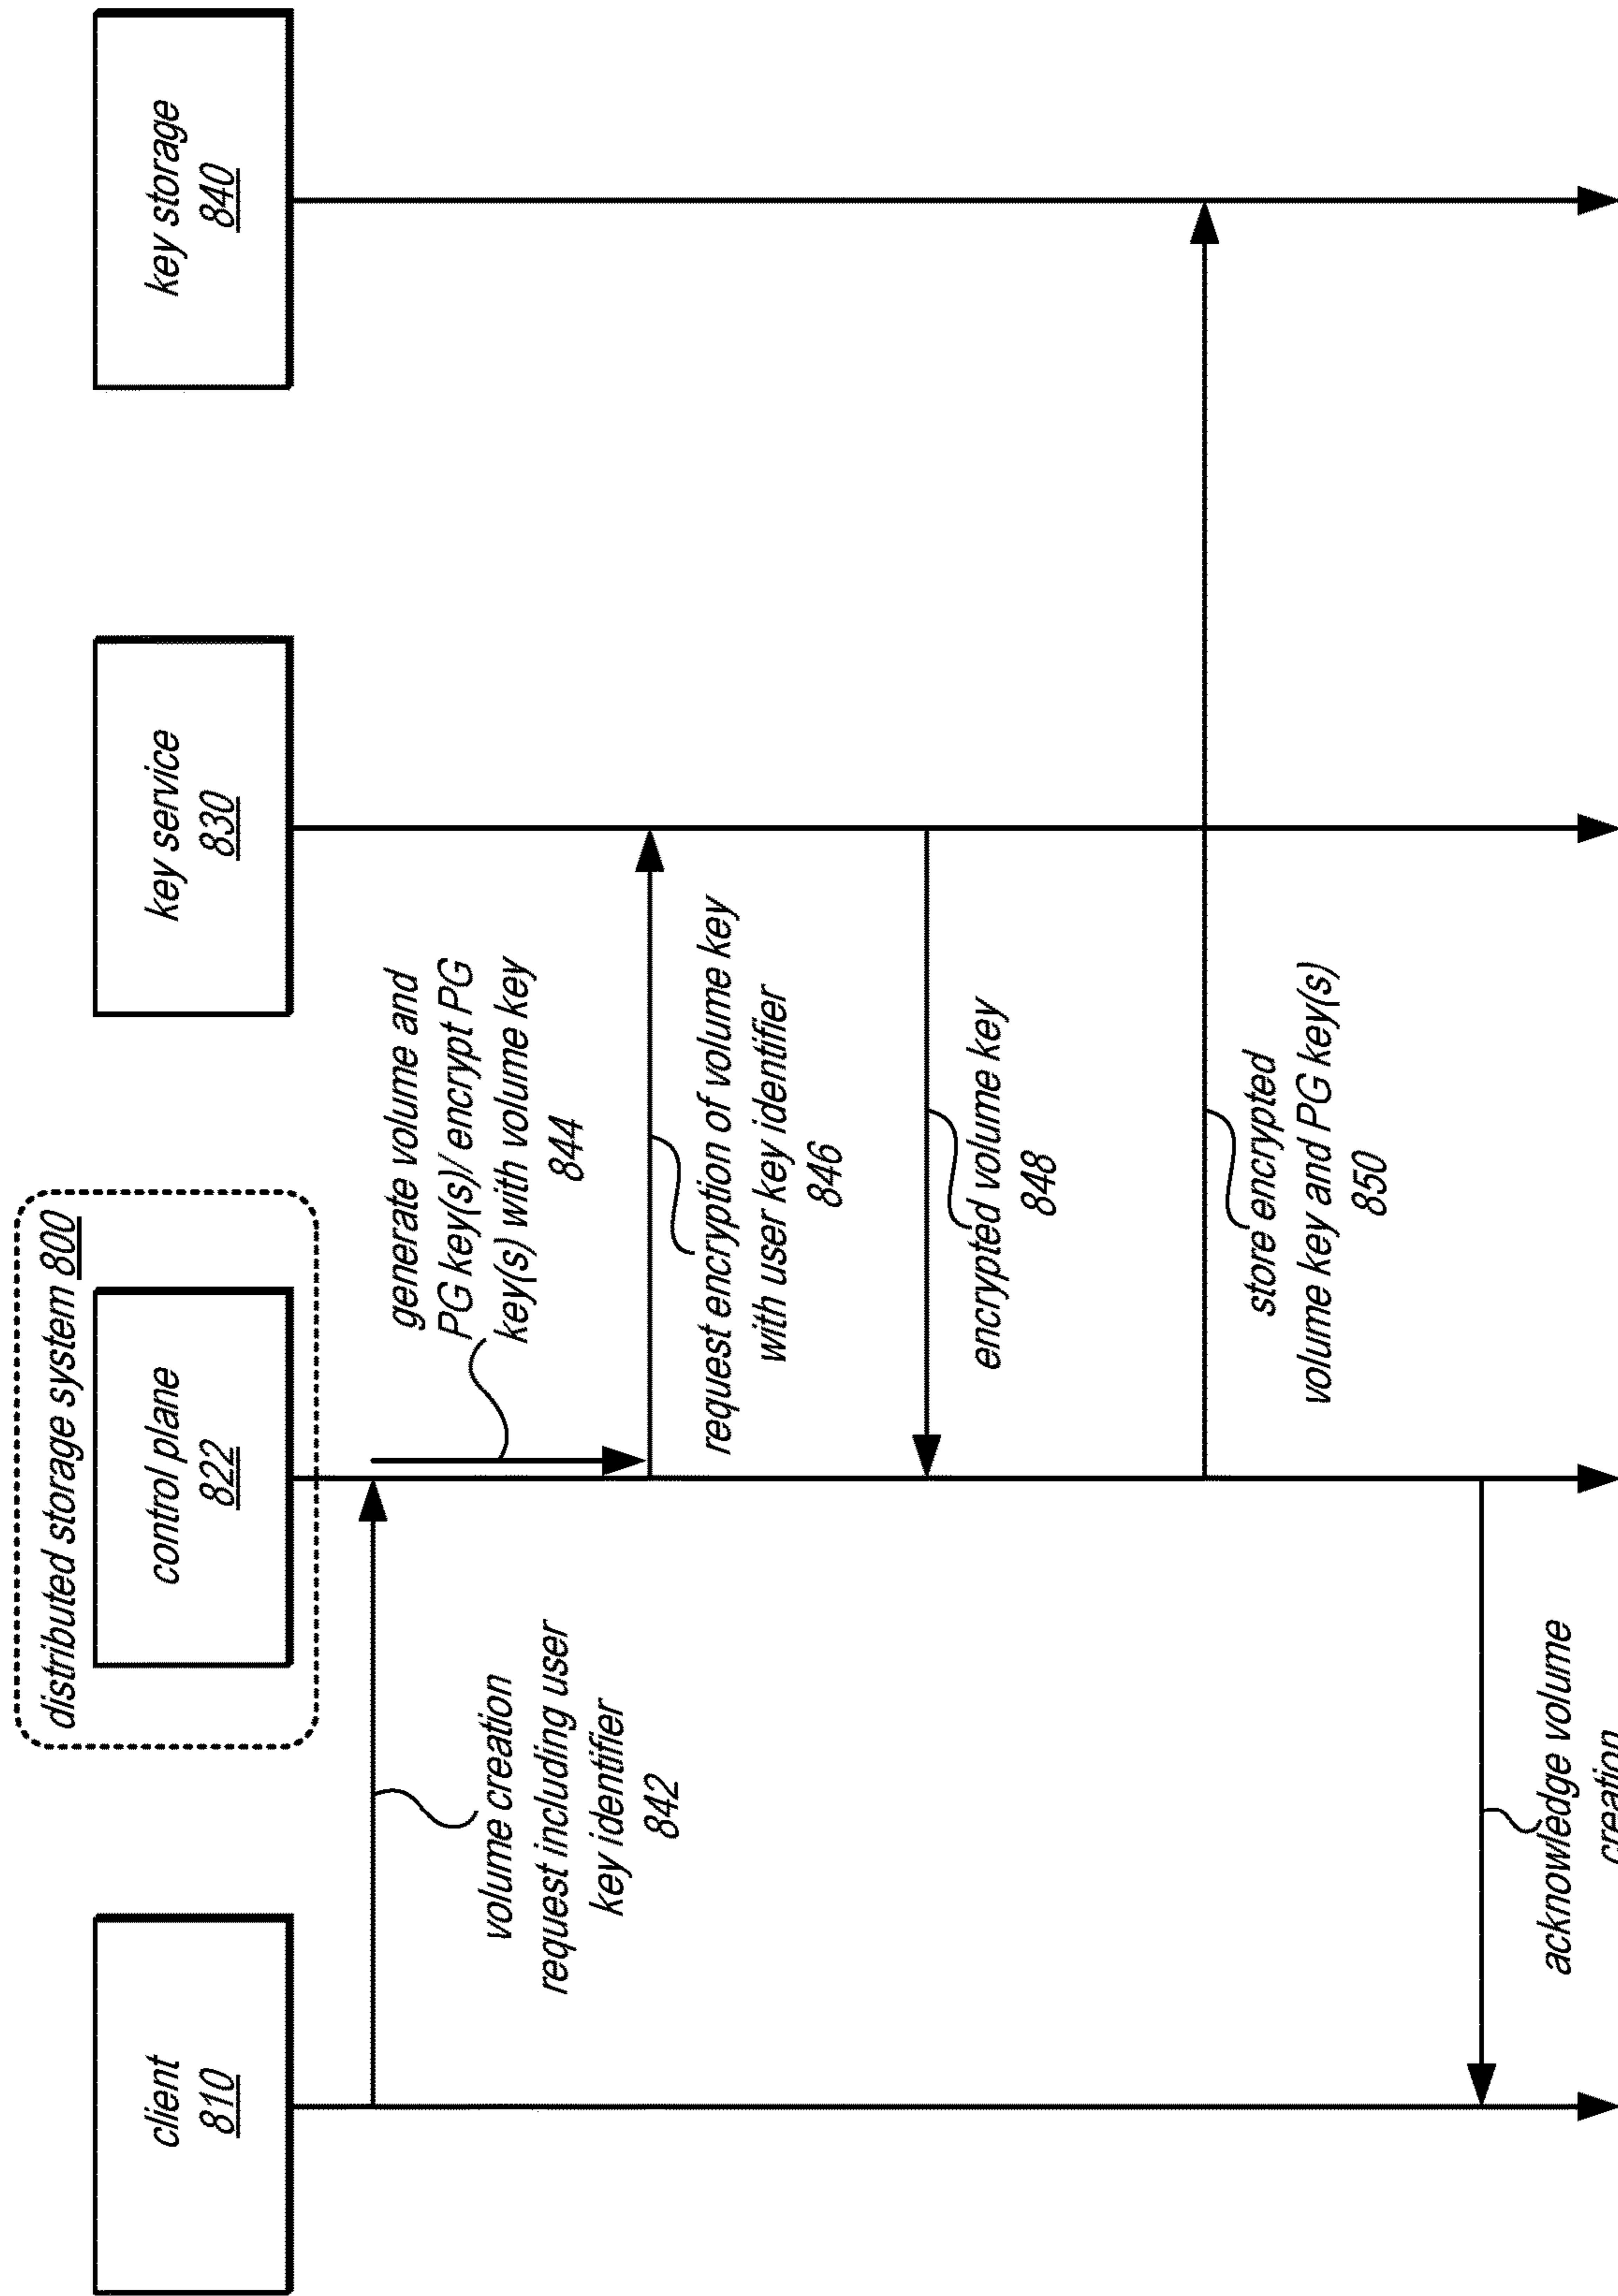 distributed storage system 800
client
810
control plane
822
key service
830
key storage
840
volume creation
request including user
key identifier
842
generate volume and
PG key(s)/ encrypt PG
key(s) with volume key
844
request encryption of volume key
with user key identifier
846
encrypted volume key
848
store encrypted
volume key and PG key(s)
850
acknowledge volume
creation